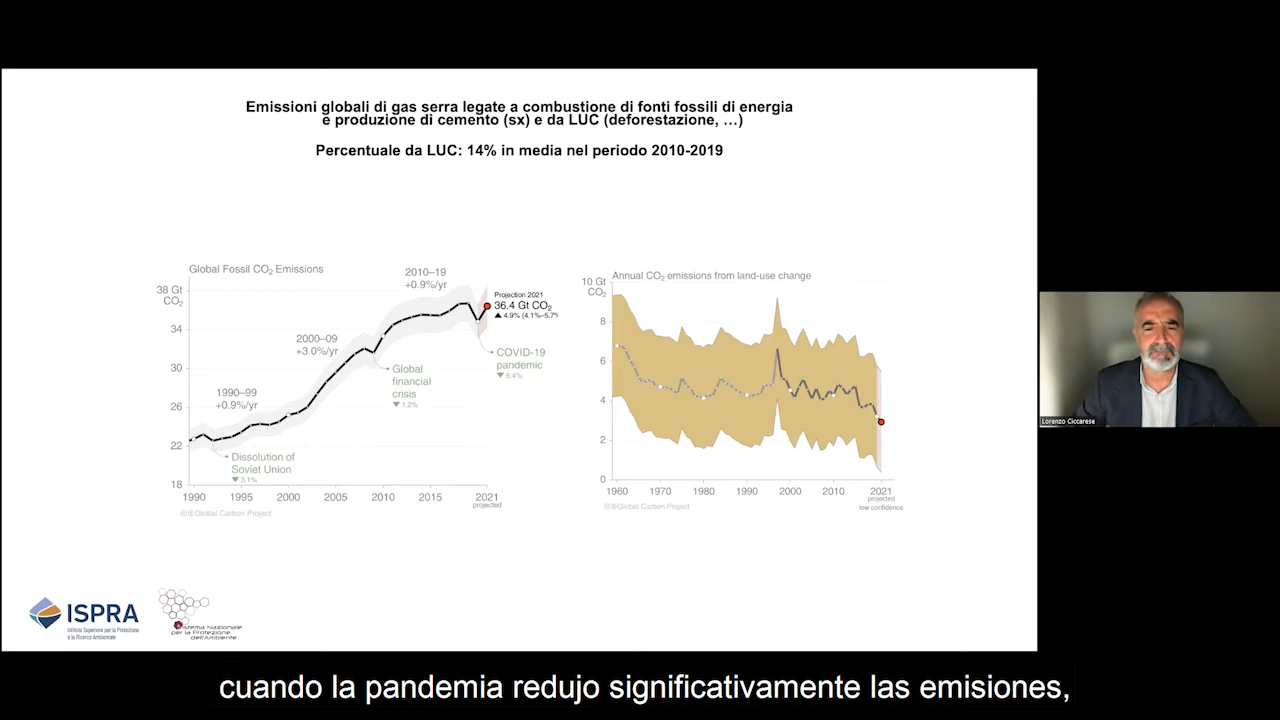 Emissioni globali di gas serra legate a combustione di fonti fossili di energia
e produzione di cemento (sx) e da LUC (deforestazione, …)
Percentuale da LUC: 14% in media nel periodo 2010-2019
Global Fossil CO₂ Emissions
38 Gt
CO₂
34
30
26
22
18
2010–19
+0.9%/yr
2000–09
+3.0%/yr
1990–99
+0.9%/yr
Projection 2021
36.4 Gt CO₂
▲ 4.9% (4.1%–5.7%
COVID-19
pandemic
▼ 5.4%
Global
financial
crisis
▼ 1.2%
Dissolution of
Soviet Union
▼ 3.1%
1990 1995 2000 2005 2010 2015 2021
projected
Global Carbon Project
Annual CO₂ emissions from land-use change
10 Gt
CO₂
8
6
4
2
0
1960 1970 1980 1990 2000 2010 2021
projected
low confidence
Global Carbon Project
Lorenzo Ciccarese
ISPRA
Istituto Superiore per la Protezione
e la Ricerca Ambientale
Sistema Nazionale
per la Protezione
dell'Ambiente
cuando la pandemia redujo significativamente las emisiones,